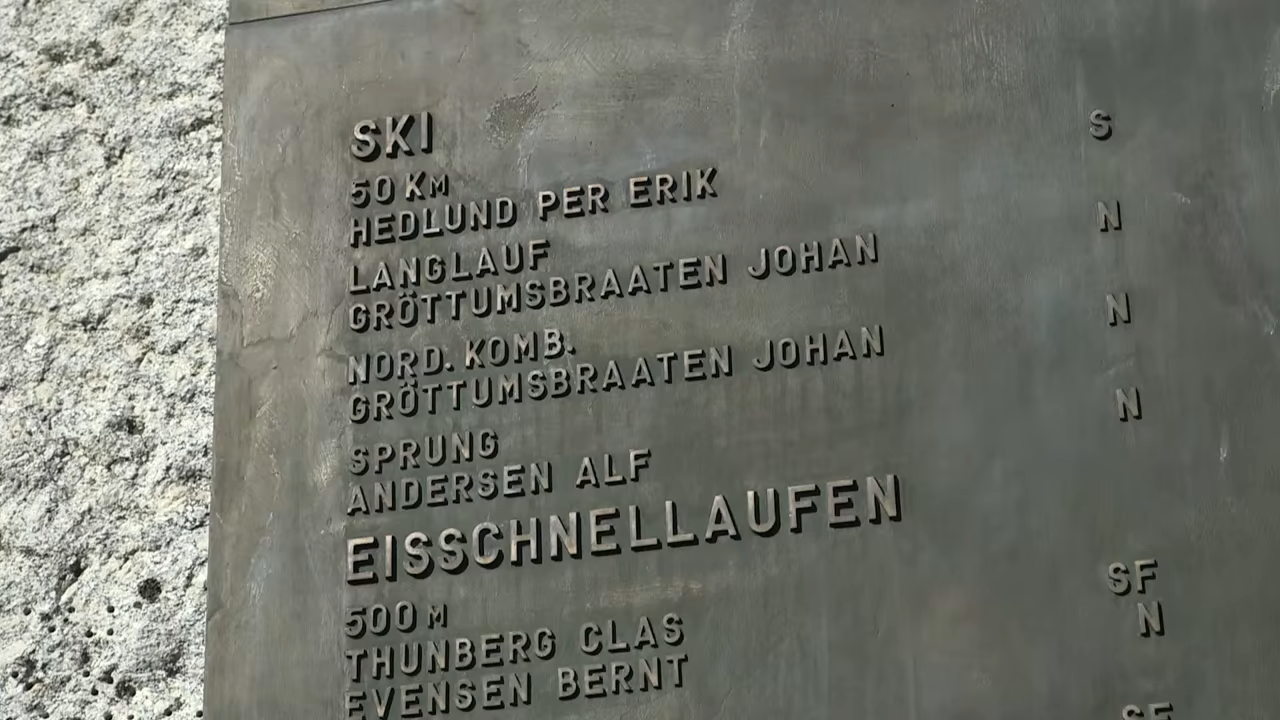 SKI
50 KM
HEDLUND PER ERIK S
LANGLAUF
GRÖTTUMSBRAATEN JOHAN N
NORD. KOMB.
GRÖTTUMSBRAATEN JOHAN N
SPRUNG
ANDERSEN ALF N
EISSCHNELLAUFEN
500 M
THUNBERG CLAS SF
EVENSEN BERNT N
SF